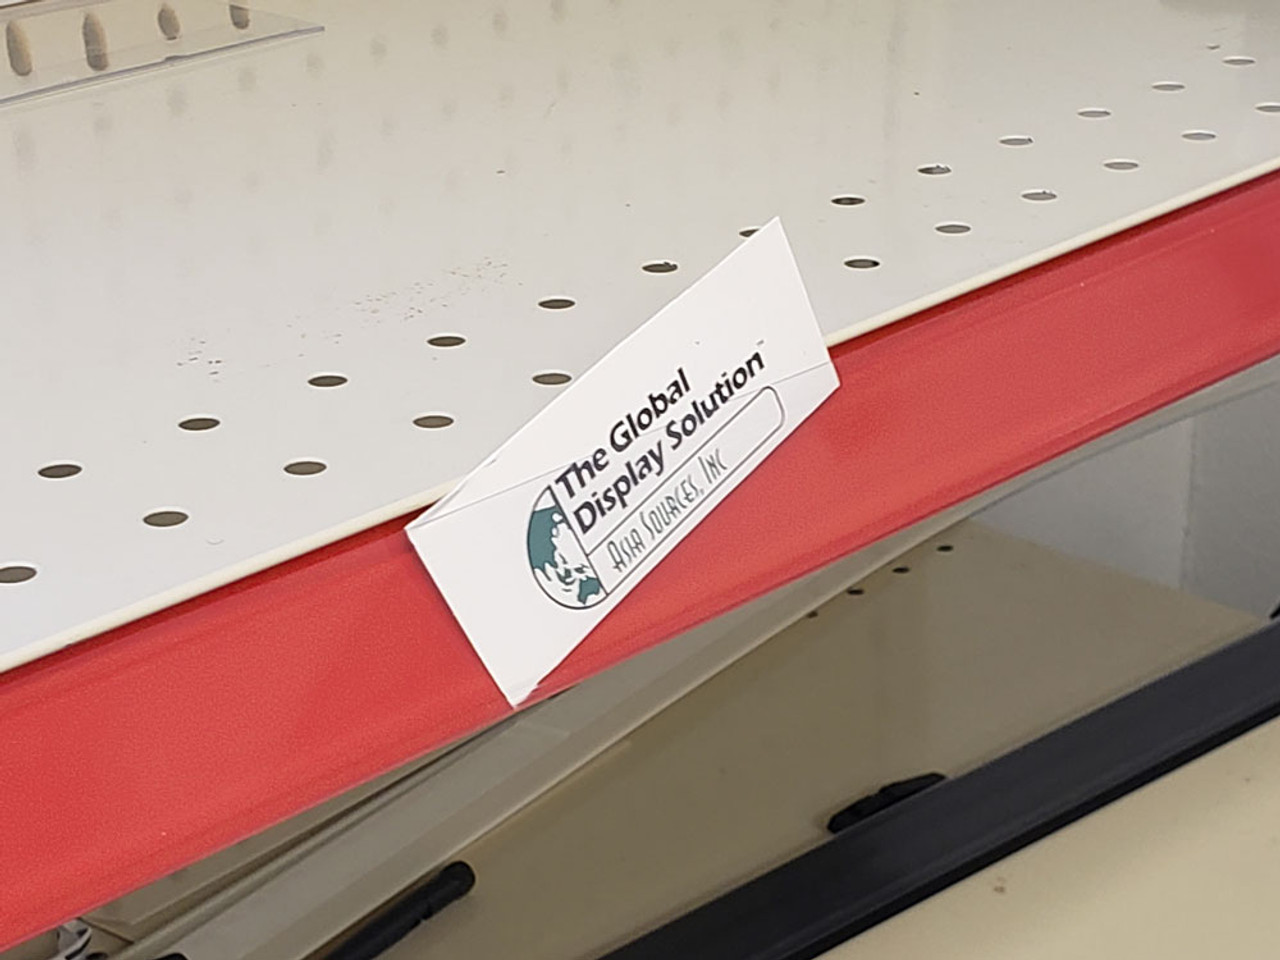 The Global
Display Solution™
Asia Sources, Inc